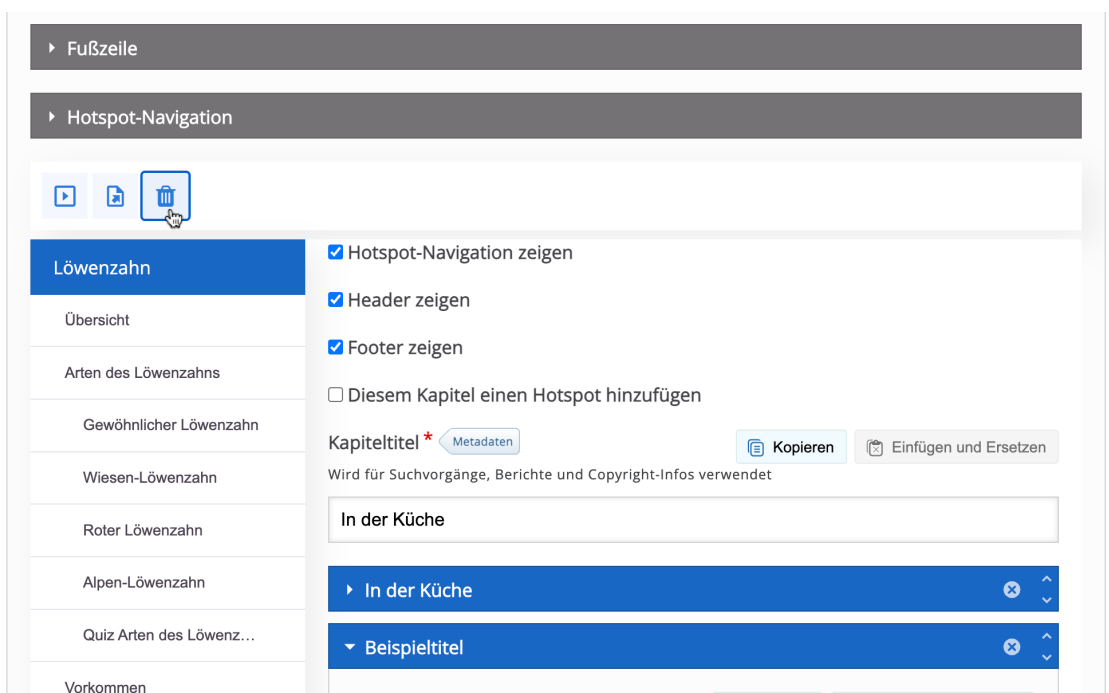 Fußzeile
Hotspot-Navigation
Löwenzahn
Übersicht
Arten des Löwenzahns
Gewöhnlicher Löwenzahn
Wiesen-Löwenzahn
Roter Löwenzahn
Alpen-Löwenzahn
Quiz Arten des Löwenz…
Vorkommen
Hotspot-Navigation zeigen
Header zeigen
Footer zeigen
Diesem Kapitel einen Hotspot hinzufügen
Kapiteltitel * Metadaten
Kopieren
Einfügen und Ersetzen
Wird für Suchvorgänge, Berichte und Copyright-Infos verwendet
In der Küche
In der Küche
Beispieltitel